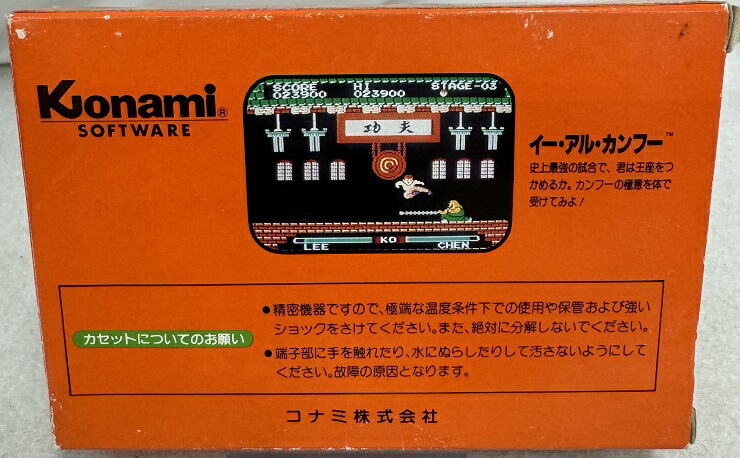 Konami®
SOFTWARE
SCORE HI STAGE-03
023900 023900
功夫
KO
LEE CHEN
イー・アル・カンフー™
史上最強の試合で、君は王座をつ
かめるか。カンフーの極意を体で
受けてみよ!
カセットについてのお願い
●精密機器ですので、極端な温度条件下での使用や保管および強い
ショックをさけてください。また、絶対に分解しないでください。
●端子部に手を触れたり、水にぬらしたりして汚さないようにして
ください。故障の原因となります。
コナミ株式会社